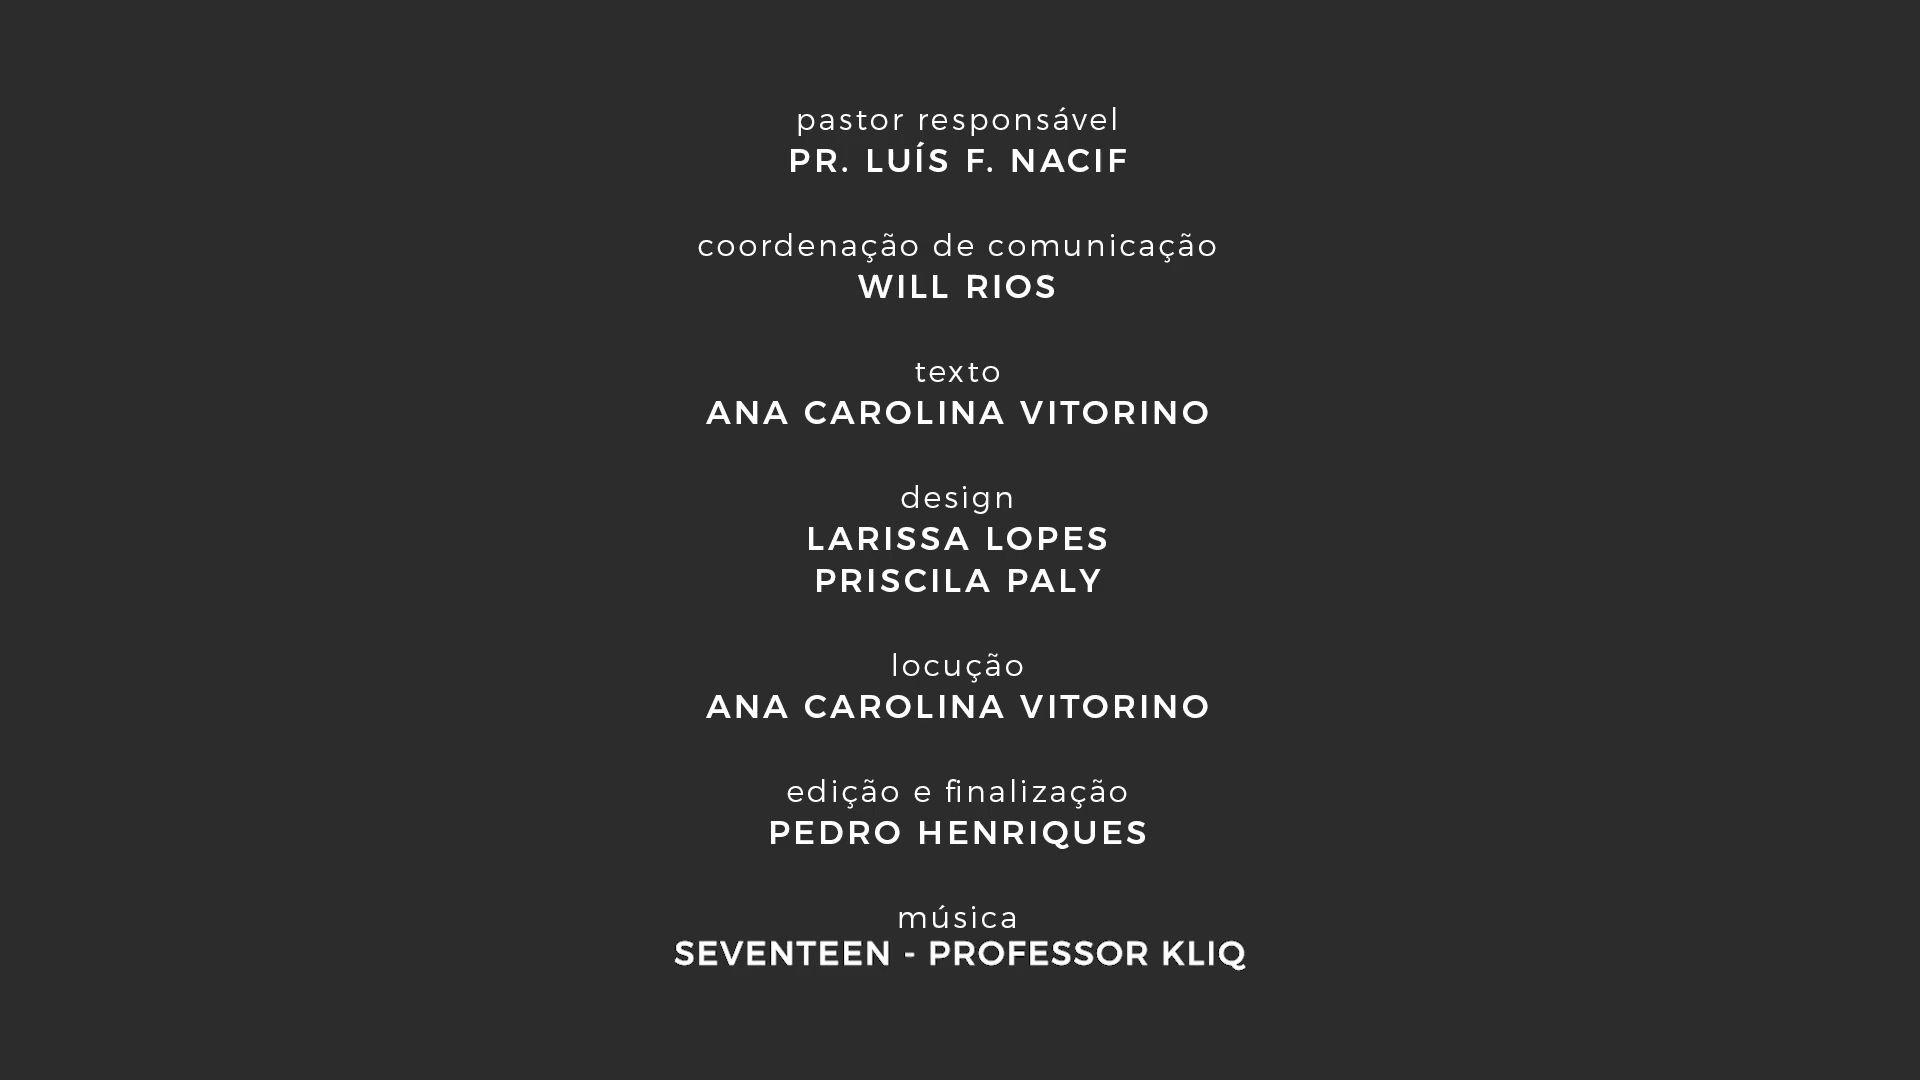 pastor responsável
PR. LUÍS F. NACIF
coordenação de comunicação
WILL RIOS
texto
ANA CAROLINA VITORINO
design
LARISSA LOPES
PRISCILA PALY
locução
ANA CAROLINA VITORINO
edição e finalização
PEDRO HENRIQUES
música
SEVENTEEN - PROFESSOR KLIQ